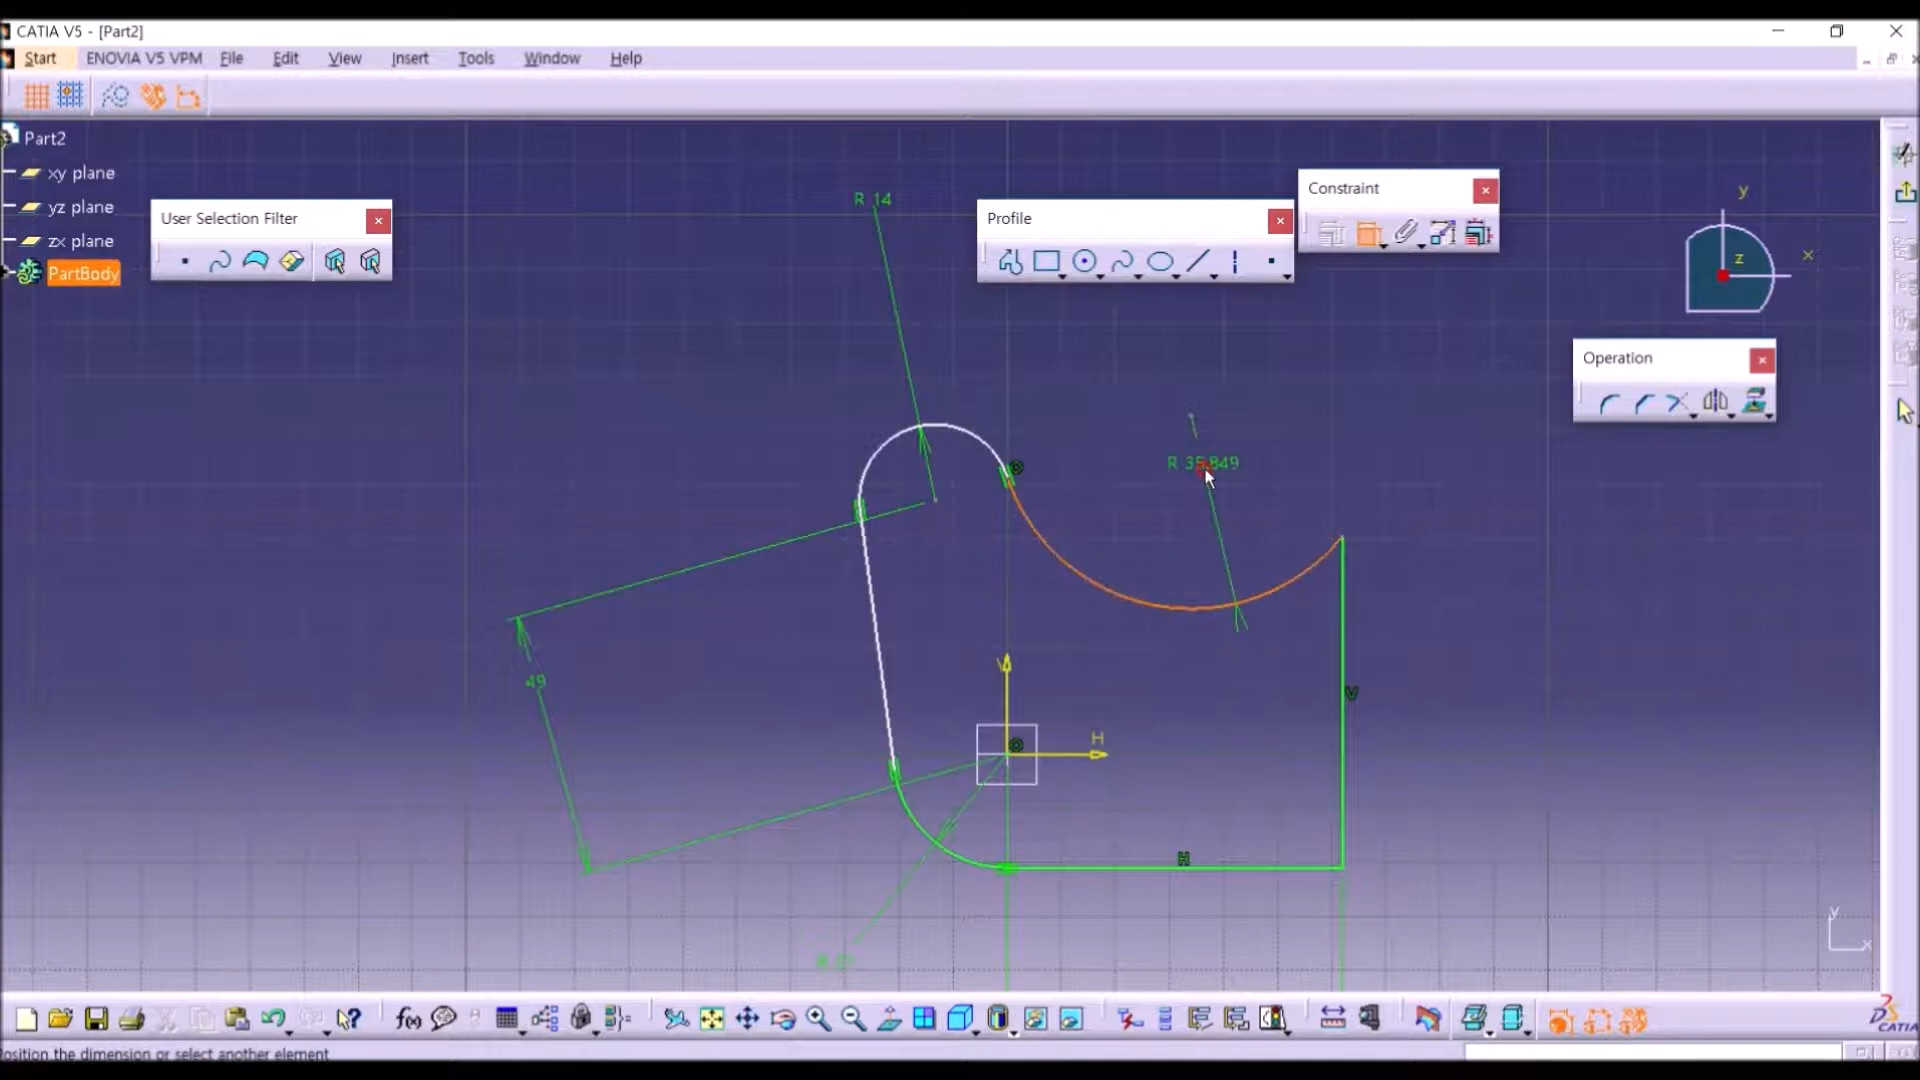 CATIA V5 - [Part2]
Start ENOVIA V5 VPM File Edit View Insert Tools Window Help
Part2
xy plane
yz plane
zx plane
PartBody
User Selection Filter
Profile
Constraint
Operation
y
x
z
R 14
R 35.849
49
V
V
H
H
y
x
f(x)
CATIA
osition the dimension or select another element